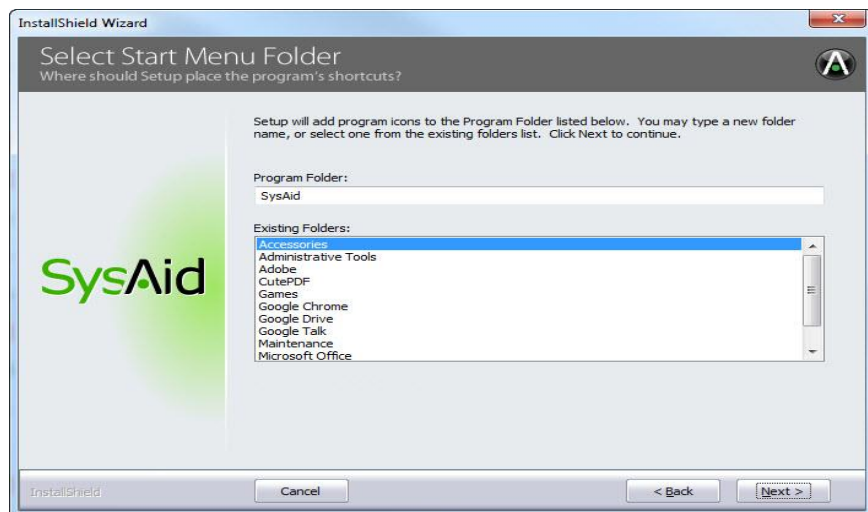 InstallShield Wizard
Select Start Menu Folder
Where should Setup place the program's shortcuts?
Setup will add program icons to the Program Folder listed below.  You may type a new folder
name, or select one from the existing folders list.  Click Next to continue.
Program Folder:
SysAid
Existing Folders:
Accessories
Administrative Tools
Adobe
CutePDF
Games
Google Chrome
Google Drive
Google Talk
Maintenance
Microsoft Office
SysAid
InstallShield
Cancel
< Back
Next >